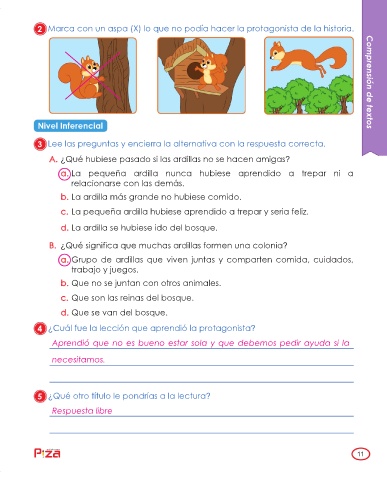 2 Marca con un aspa (X) lo que no podía hacer la protagonista de la historia.
Comprensión de textos
Nivel Inferencial
3 Lee las preguntas y encierra la alternativa con la respuesta correcta.
A. ¿Qué hubiese pasado si las ardillas no se hacen amigas?
a. La pequeña ardilla nunca hubiese aprendido a trepar ni a
relacionarse con las demás.
b. La ardilla más grande no hubiese comido.
c. La pequeña ardilla hubiese aprendido a trepar y seria feliz.
d. La ardilla se hubiese ido del bosque.
B. ¿Qué significa que muchas ardillas formen una colonia?
a. Grupo de ardillas que viven juntas y comparten comida, cuidados,
trabajo y juegos.
b. Que no se juntan con otros animales.
c. Que son las reinas del bosque.
d. Que se van del bosque.
4 ¿Cuál fue la lección que aprendió la protagonista?
Aprendió que no es bueno estar sola y que debemos pedir ayuda si la
necesitamos.
5 ¿Qué otro título le pondrías a la lectura?
Respuesta libre
Piza
11